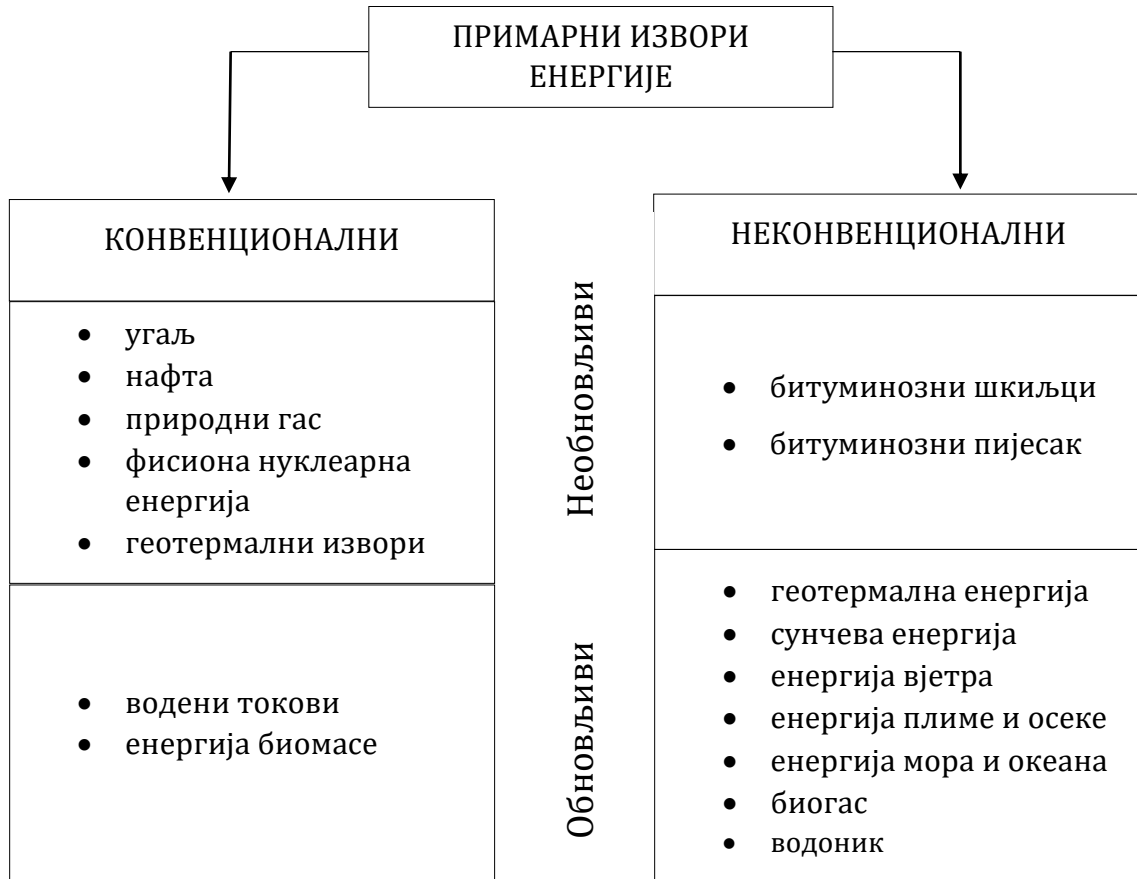 ПРИМАРНИ ИЗВОРИ
ЕНЕРГИЈЕ
КОНВЕНЦИОНАЛНИ
• угаљ
• нафта
• природни гас
• фисиона нуклеарна
енергија
• геотермални извори
• водени токови
• енергија биомасе
Необновљиви
Обновљиви
НЕКОНВЕНЦИОНАЛНИ
• битуминозни шкиљци
• битуминозни пијесак
• геотермална енергија
• сунчева енергија
• енергија вјетра
• енергија плиме и осеке
• енергија мора и океана
• биогас
• водоник